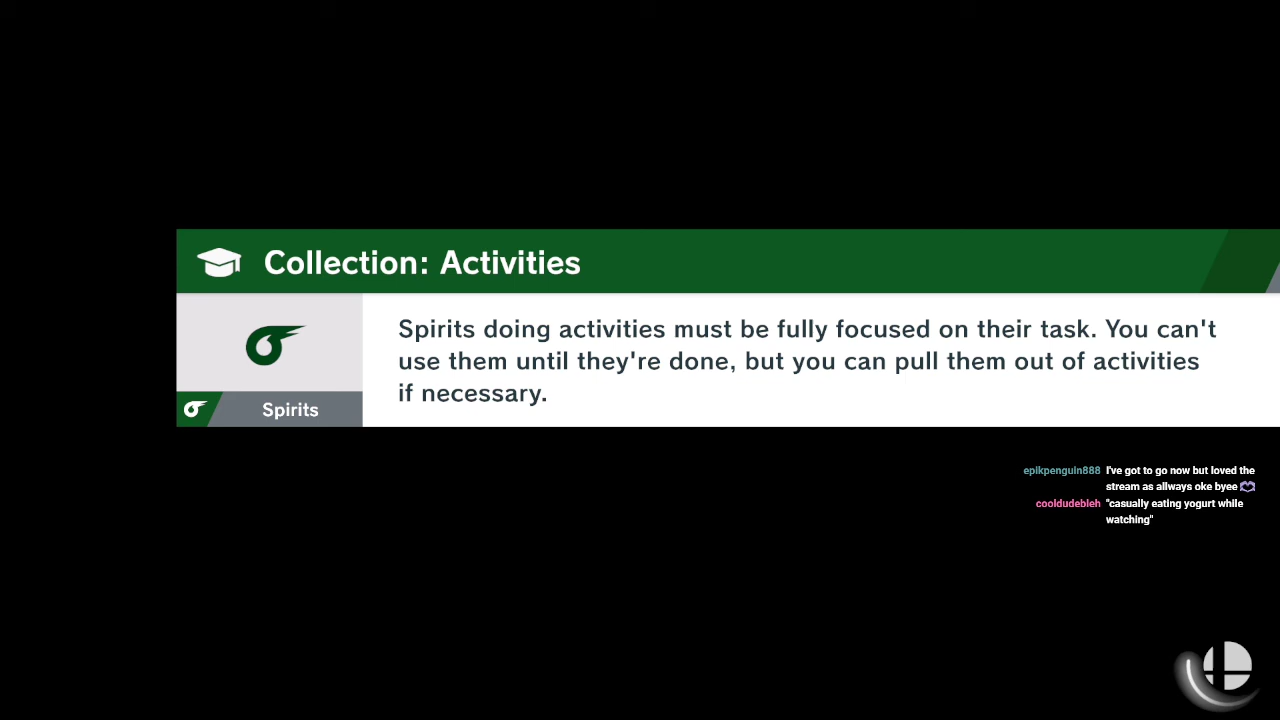 Collection: Activities
Spirits doing activities must be fully focused on their task. You can't
use them until they're done, but you can pull them out of activities
if necessary.
Spirits
epikpenguin888 I've got to go now but loved the
stream as allways oke byee
cooldudebleh "casually eating yogurt while
watching"